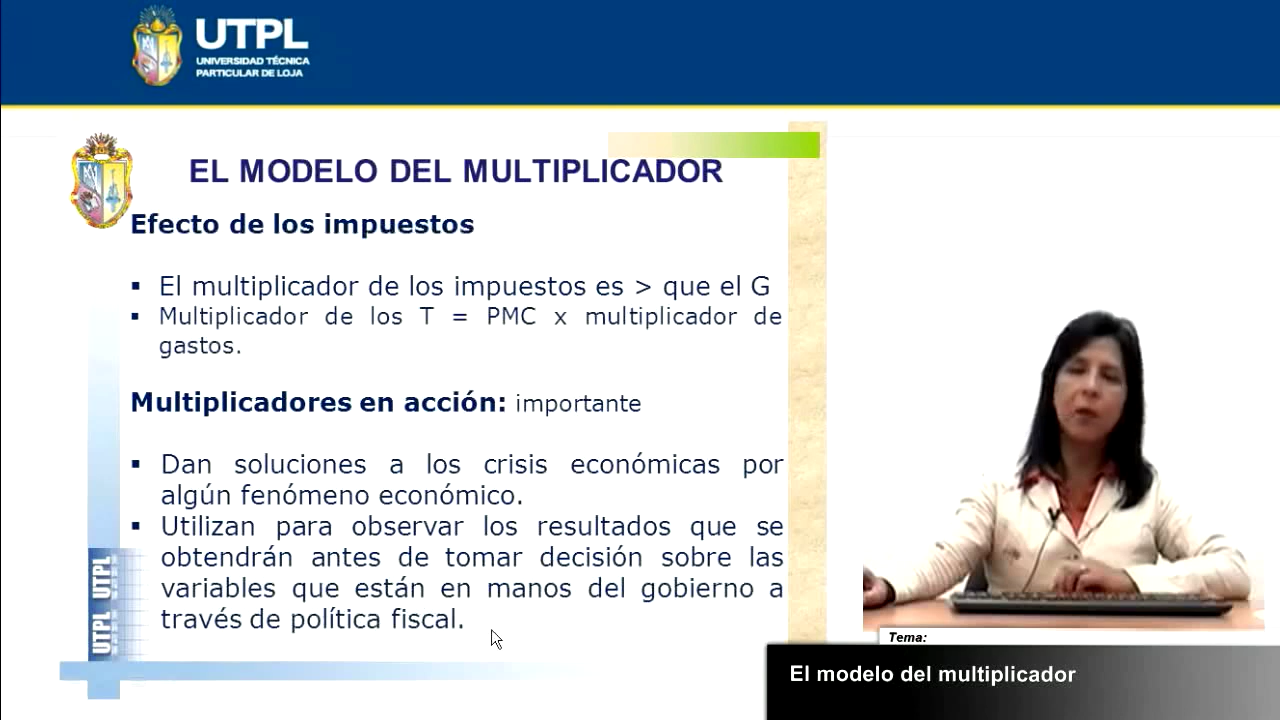 UTPL
UNIVERSIDAD TÉCNICA
PARTICULAR DE LOJA
EL MODELO DEL MULTIPLICADOR
Efecto de los impuestos
▪ El multiplicador de los impuestos es > que el G
▪ Multiplicador de los T = PMC x multiplicador de
gastos.
Multiplicadores en acción: importante
▪ Dan soluciones a los crisis económicas por
algún fenómeno económico.
▪ Utilizan para observar los resultados que se
obtendrán antes de tomar decisión sobre las
variables que están en manos del gobierno a
través de política fiscal.
UTPL UTPL
Tema:
El modelo del multiplicador